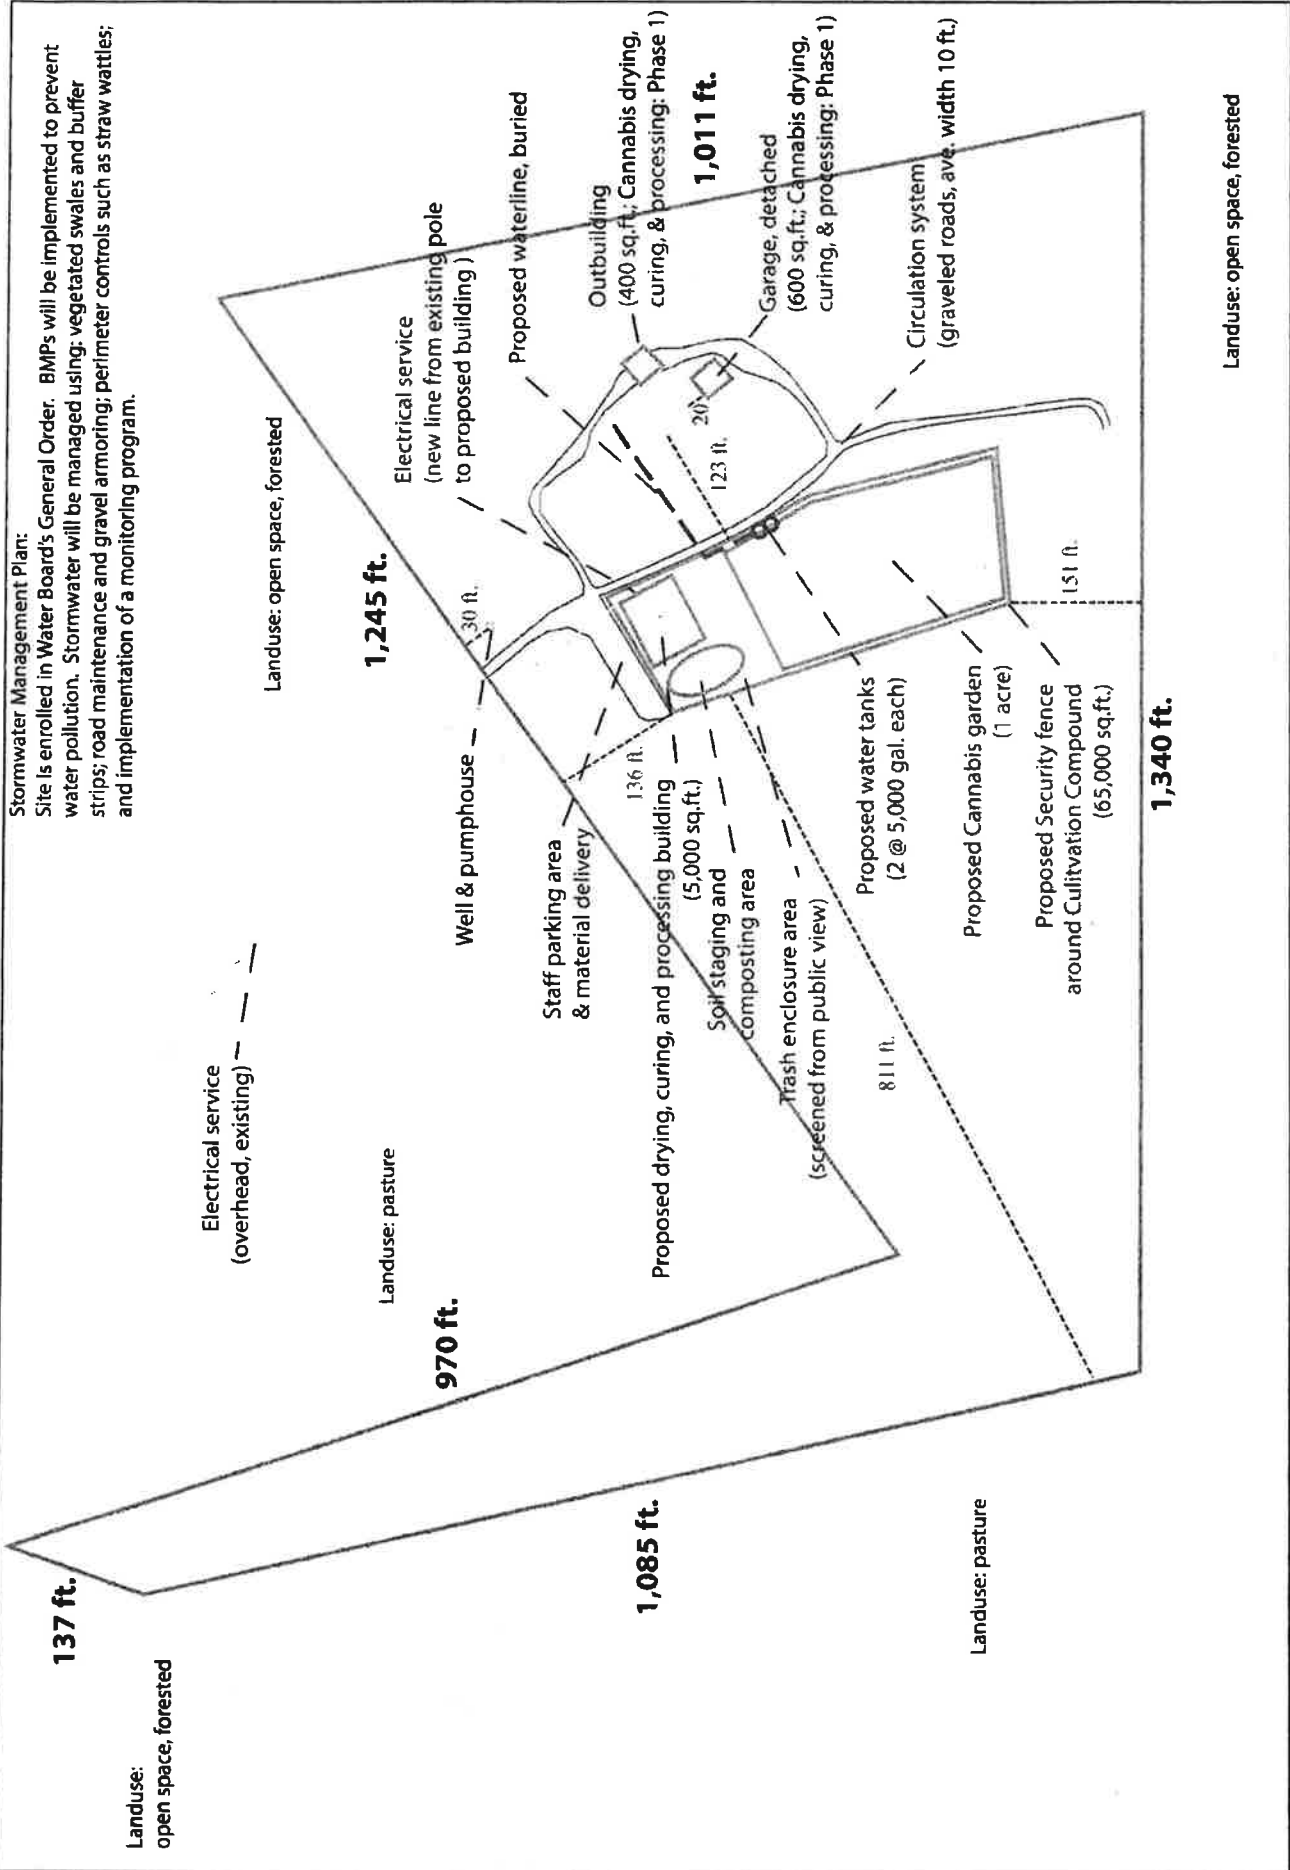 Stormwater Management Plan:
Site is enrolled in Water Board's General Order. BMPs will be implemented to prevent
water pollution. Stormwater will be managed using: vegetated swales and buffer
strips; road maintenance and gravel armoring; perimeter controls such as straw wattles;
and implementation of a monitoring program.
Landuse:
open space, forested
137 ft.
Electrical service
(overhead, existing)
Landuse: pasture
970 ft.
Landuse: open space, forested
1,245 ft.
30 ft.
Electrical service
(new line from existing pole
to proposed building )
Proposed waterline, buried
Outbuilding
(400 sq.ft.; Cannabis drying,
curing, & processing: Phase 1)
1,011 ft.
Garage, detached
(600 sq.ft.; Cannabis drying,
curing, & processing: Phase 1)
Circulation system
(graveled roads, ave. width 10 ft.)
20'
123 ft.
Well & pumphouse
Staff parking area
& material delivery
136 ft.
Proposed drying, curing, and processing building
(5,000 sq.ft.)
Soil staging and
composting area
Trash enclosure area
(screened from public view)
811 ft.
Proposed water tanks
(2 @ 5,000 gal. each)
Proposed Cannabis garden
(1 acre)
Proposed Security fence
around Culitvation Compound
(65,000 sq.ft.)
151 ft.
1,085 ft.
Landuse: pasture
1,340 ft.
Landuse: open space, forested